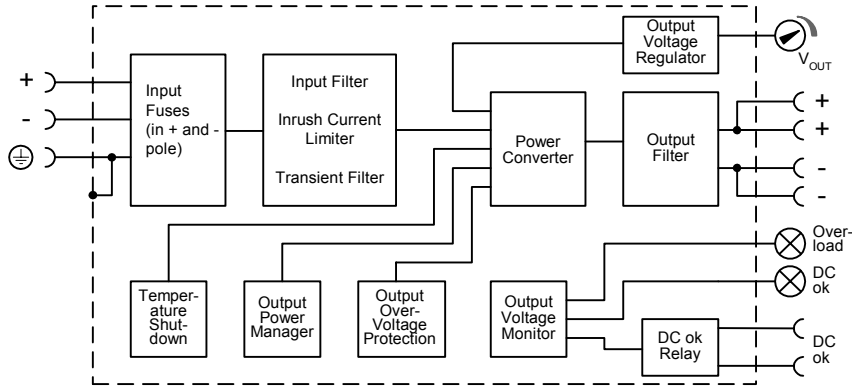 Output
Voltage
Regulator
V
OUT
+
Input
Fuses
(in + and -
pole)
-
Input Filter
Inrush Current
Limiter
Transient Filter
Power
Converter
Output
Filter
+
+
-
-
Over-
load
DC
ok
Temper-
ature
Shut-
down
Output
Power
Manager
Output
Over-
Voltage
Protection
Output
Voltage
Monitor
DC ok
Relay
DC
ok